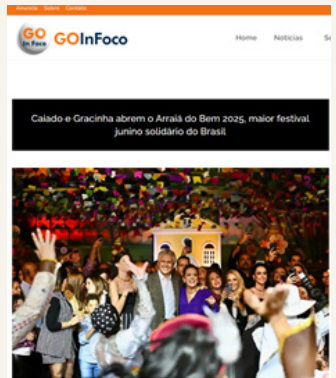 Anuncie Sobre Contato
GO
in Foco
GOInFoco
Home Notícias
Caiado e Gracinha abrem o Arraiá do Bem 2025, maior festival
junino solidário do Brasil